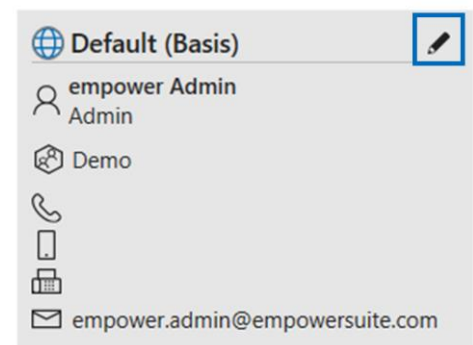 Default (Basis)
empower Admin
Admin
Demo
empower.admin@empowersuite.com